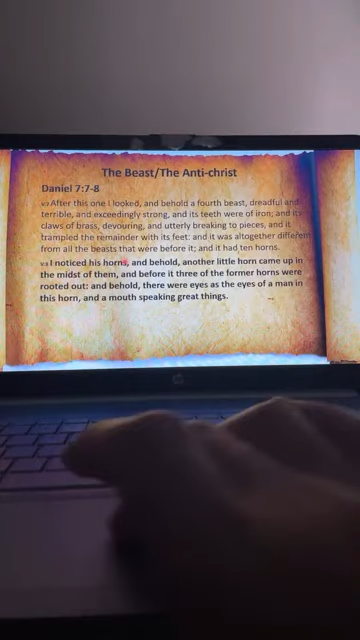 The Beast/The Anti-christ
Daniel 7:7-8
v.7 After this one I looked, and behold a fourth beast, dreadful and
terrible, and exceedingly strong, and its teeth were of iron; and its
claws of brass, devouring, and utterly breaking to pieces, and it
trampled the remainder with its feet: and it was altogether different
from all the beasts that were before it; and it had ten horns.
v.8 I noticed his horns, and behold, another little horn came up in
the midst of them, and before it three of the former horns were
rooted out: and behold, there were eyes as the eyes of a man in
this horn, and a mouth speaking great things.
hp